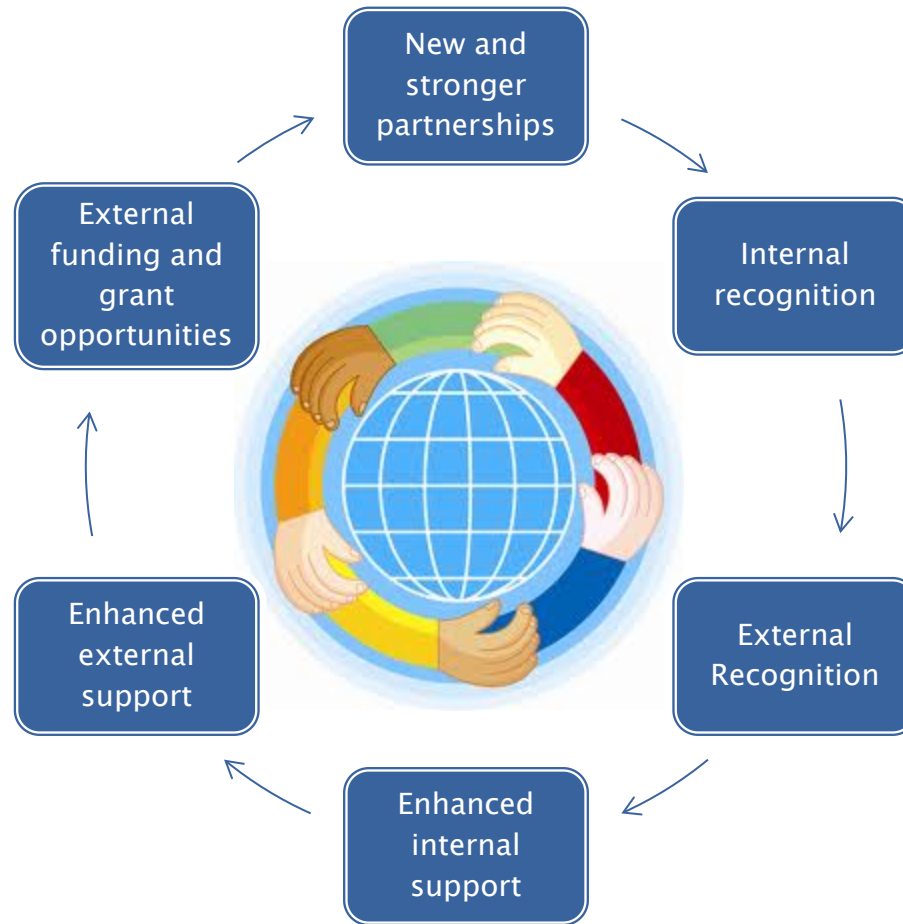 New and
stronger
partnerships
Internal
recognition
External
Recognition
Enhanced
internal
support
Enhanced
external
support
External
funding and
grant
opportunities